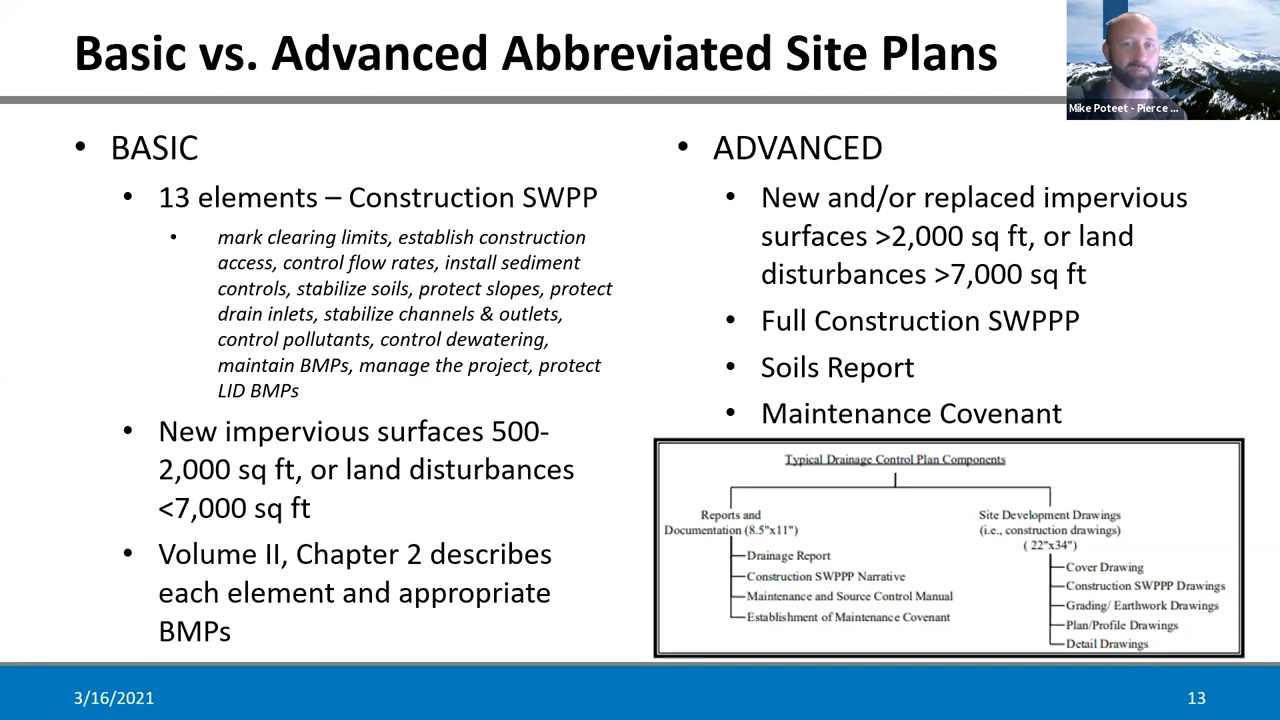 Basic vs. Advanced Abbreviated Site Plans
Mike Poteet - Pierce ...
• BASIC
• 13 elements – Construction SWPP
• mark clearing limits, establish construction
access, control flow rates, install sediment
controls, stabilize soils, protect slopes, protect
drain inlets, stabilize channels & outlets,
control pollutants, control dewatering,
maintain BMPs, manage the project, protect
LID BMPs
• New impervious surfaces 500-
2,000 sq ft, or land disturbances
<7,000 sq ft
• Volume II, Chapter 2 describes
each element and appropriate
BMPs
• ADVANCED
• New and/or replaced impervious
surfaces >2,000 sq ft, or land
disturbances >7,000 sq ft
• Full Construction SWPPP
• Soils Report
• Maintenance Covenant
Typical Drainage Control Plan Components
Reports and
Documentation (8.5"x11")
Drainage Report
Construction SWPPP Narrative
Maintenance and Source Control Manual
Establishment of Maintenance Covenant
Site Development Drawings
(i.e., construction drawings)
( 22"x34")
Cover Drawing
Construction SWPPP Drawings
Grading/ Earthwork Drawings
Plan/Profile Drawings
Detail Drawings
3/16/2021
13